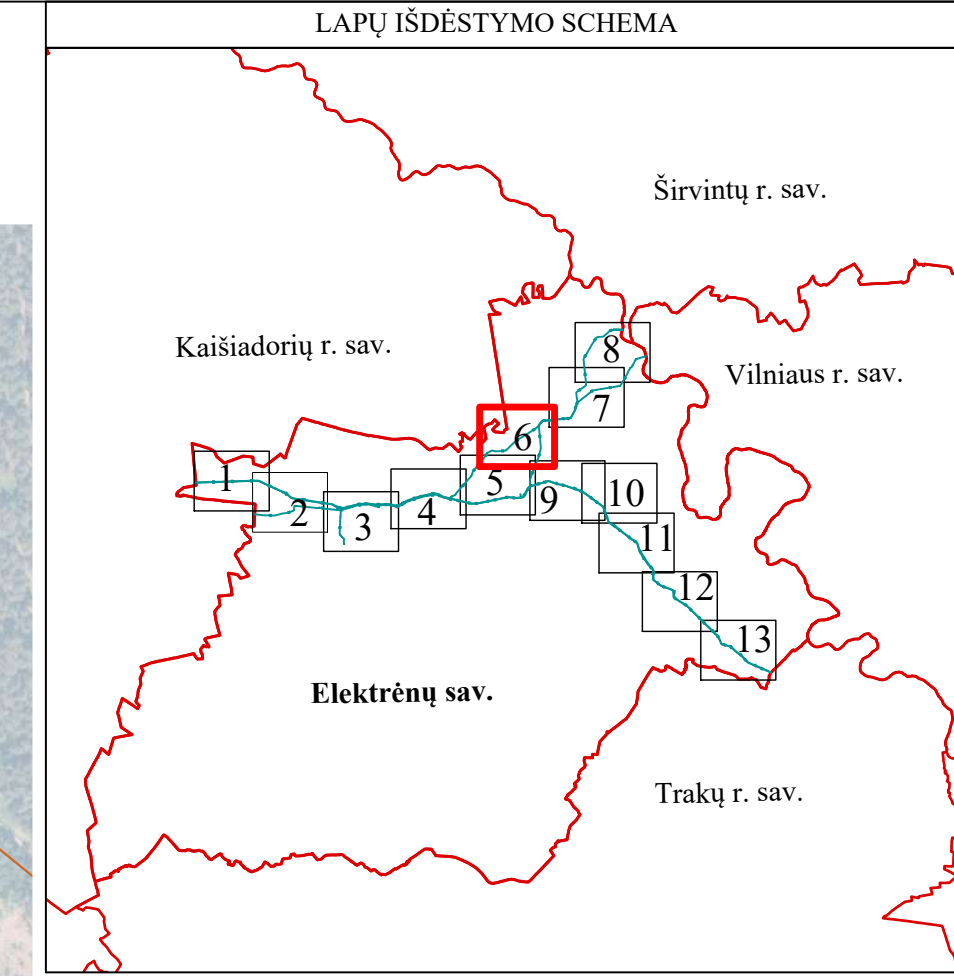 LAPŲ IŠDĖSTYMO SCHEMA
Širvintų r. sav.
Kaišiadorių r. sav.
8
Vilniaus r. sav.
7
6
1
5
2
4
9
10
3
11
12
13
Elektrėnų sav.
Trakų r. sav.